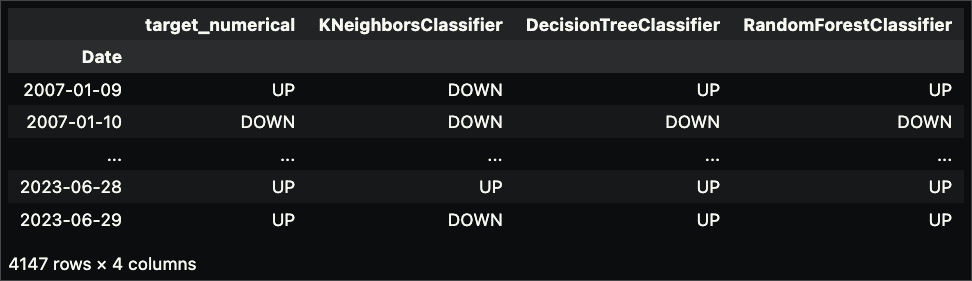 target_numerical KNeighborsClassifier DecisionTreeClassifier RandomForestClassifier
Date
2007-01-09 UP DOWN UP UP
2007-01-10 DOWN DOWN DOWN DOWN
... ... ... ... ...
2023-06-28 UP UP UP UP
2023-06-29 UP DOWN UP UP
4147 rows × 4 columns